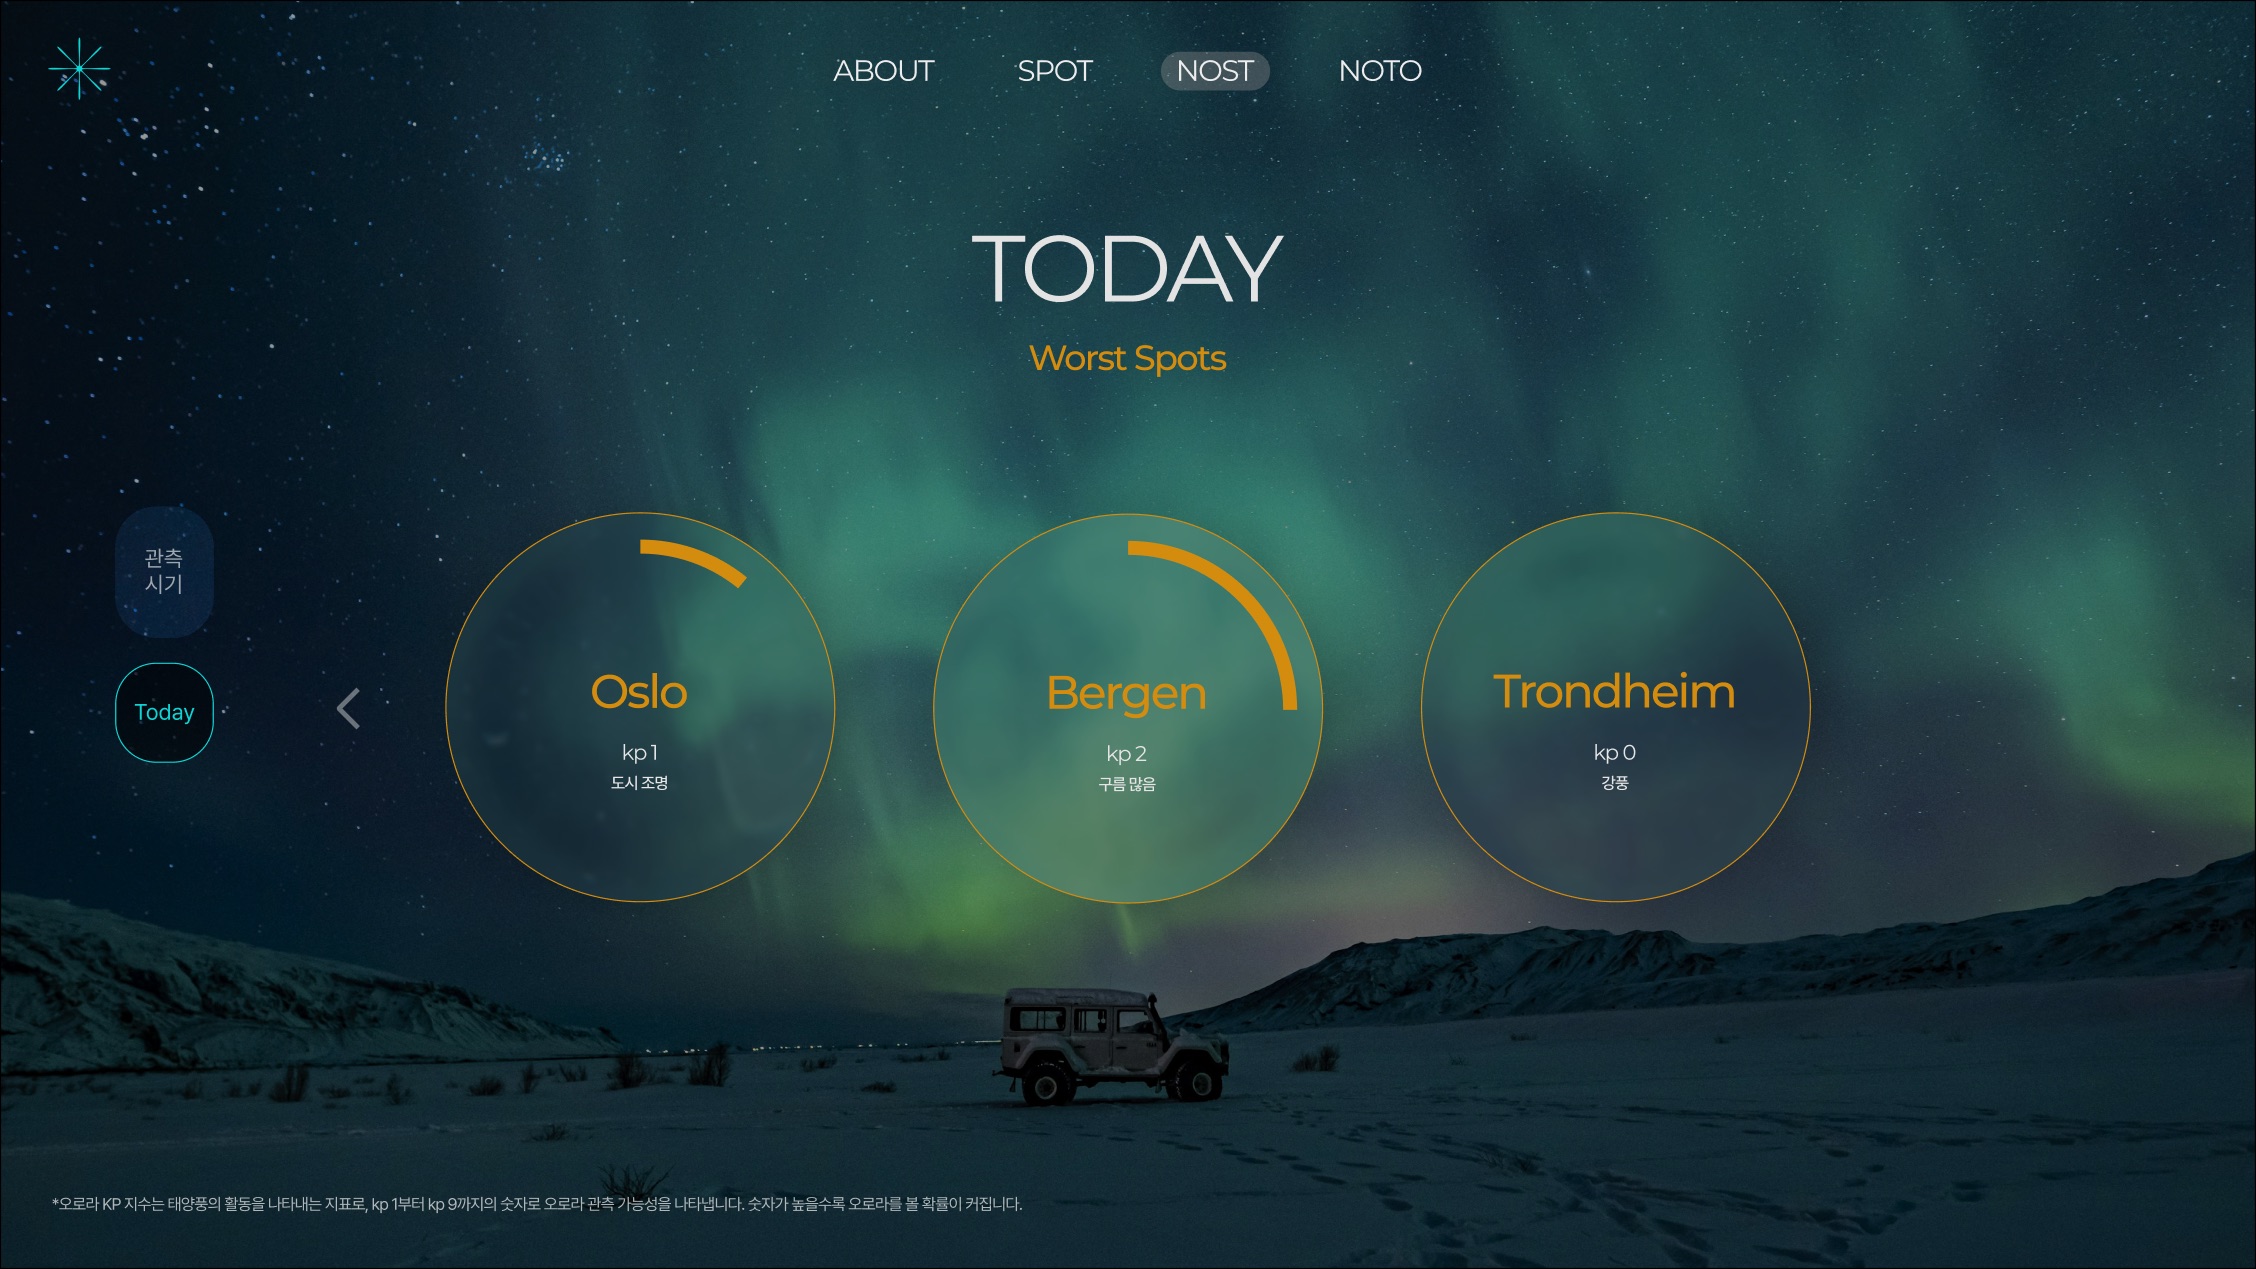 ABOUT
SPOT
NOST
NOTO
TODAY
Worst Spots
관측
시기
Today
Oslo
kp 1
도시 조명
Bergen
kp 2
구름 많음
Trondheim
kp 0
강풍
*오로라 KP 지수는 태양풍의 활동을 나타내는 지표로, kp 1부터 kp 9까지의 숫자로 오로라 관측 가능성을 나타냅니다. 숫자가 높을수록 오로라를 볼 확률이 커집니다.